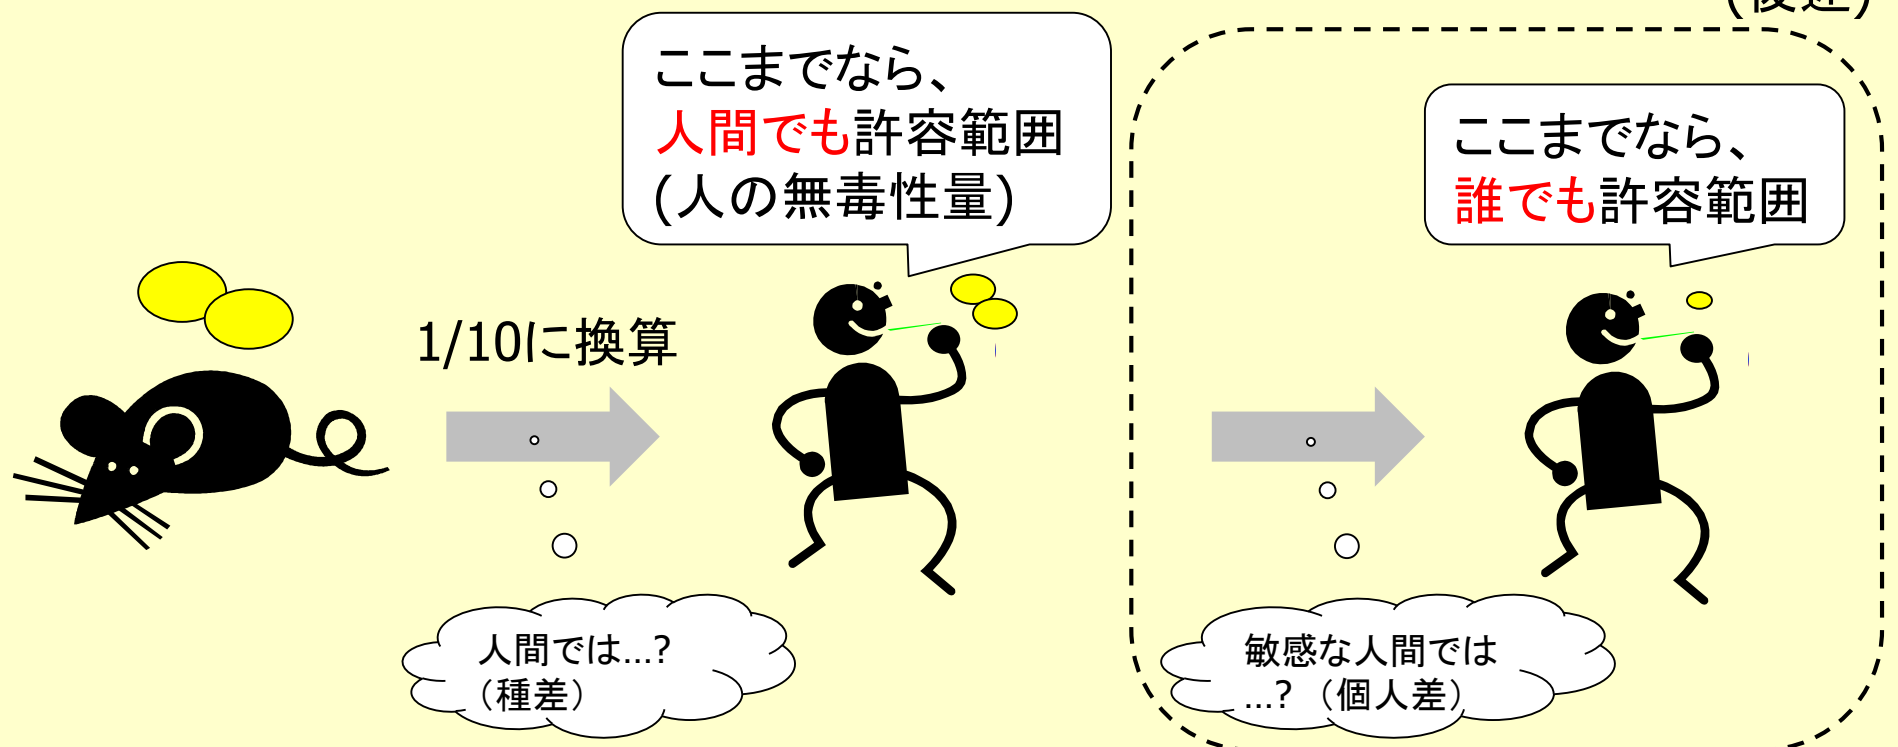 (後述)
ここまでなら、
人間でも許容範囲
(人の無毒性量)
ここまでなら、
誰でも許容範囲
1/10に換算
人間では…?
（種差）
敏感な人間では
…?（個人差）